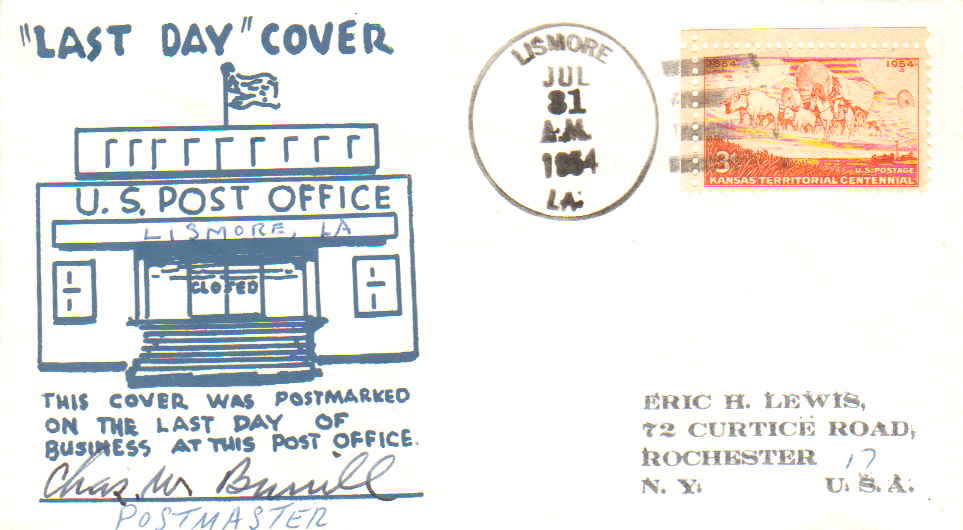 "LAST DAY" COVER
U.S. POST OFFICE
LISMORE, LA
CLOSED
THIS COVER WAS POSTMARKED
ON THE LAST DAY OF
BUSINESS AT THIS POST OFFICE.
Chas. W. Burrell
POSTMASTER
LISMORE
JUL
31
A.M.
1954
LA.
1854 1954
3¢ U.S. POSTAGE
KANSAS TERRITORIAL CENTENNIAL
ERIC H. LEWIS,
72 CURTICE ROAD,
ROCHESTER 17
N. Y. U. S. A.